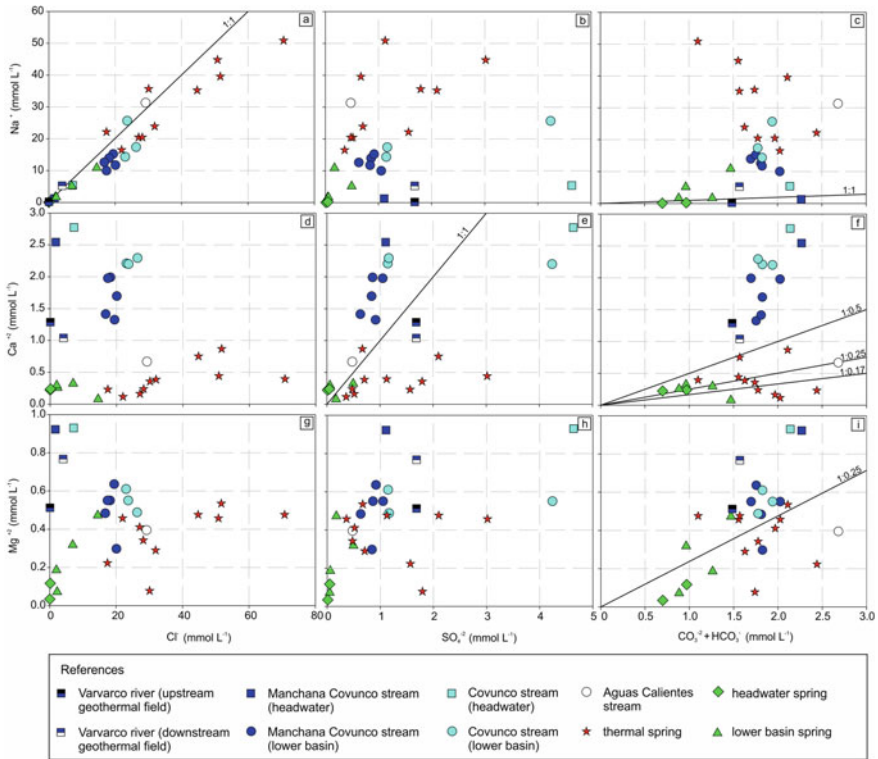 a
1:1
60
50
40
30
20
10
0
Na⁺ (mmol L⁻¹)
b
c
1:1
d
3.0
2.5
2.0
1.5
1.0
0.5
0.0
Ca⁺² (mmol L⁻¹)
e
1:1
f
1:0.5
1:0.25
1:0.17
g
1.0
0.8
0.6
0.4
0.2
0.0
Mg⁺² (mmol L⁻¹)
h
i
1:0.25
0 20 40 60 80
Cl⁻ (mmol L⁻¹)
1 2 3 4 5
SO₄⁻² (mmol L⁻¹)
0.5 1.0 1.5 2.0 2.5 3.0
CO₃⁻² + HCO₃⁻ (mmol L⁻¹)
References
Varvarco river (upstream
geothermal field)
Varvarco river (downstream
geothermal field)
Manchana Covunco stream
(headwater)
Manchana Covunco stream
(lower basin)
Covunco stream
(headwater)
Covunco stream
(lower basin)
Aguas Calientes
stream
thermal spring
headwater spring
lower basin spring